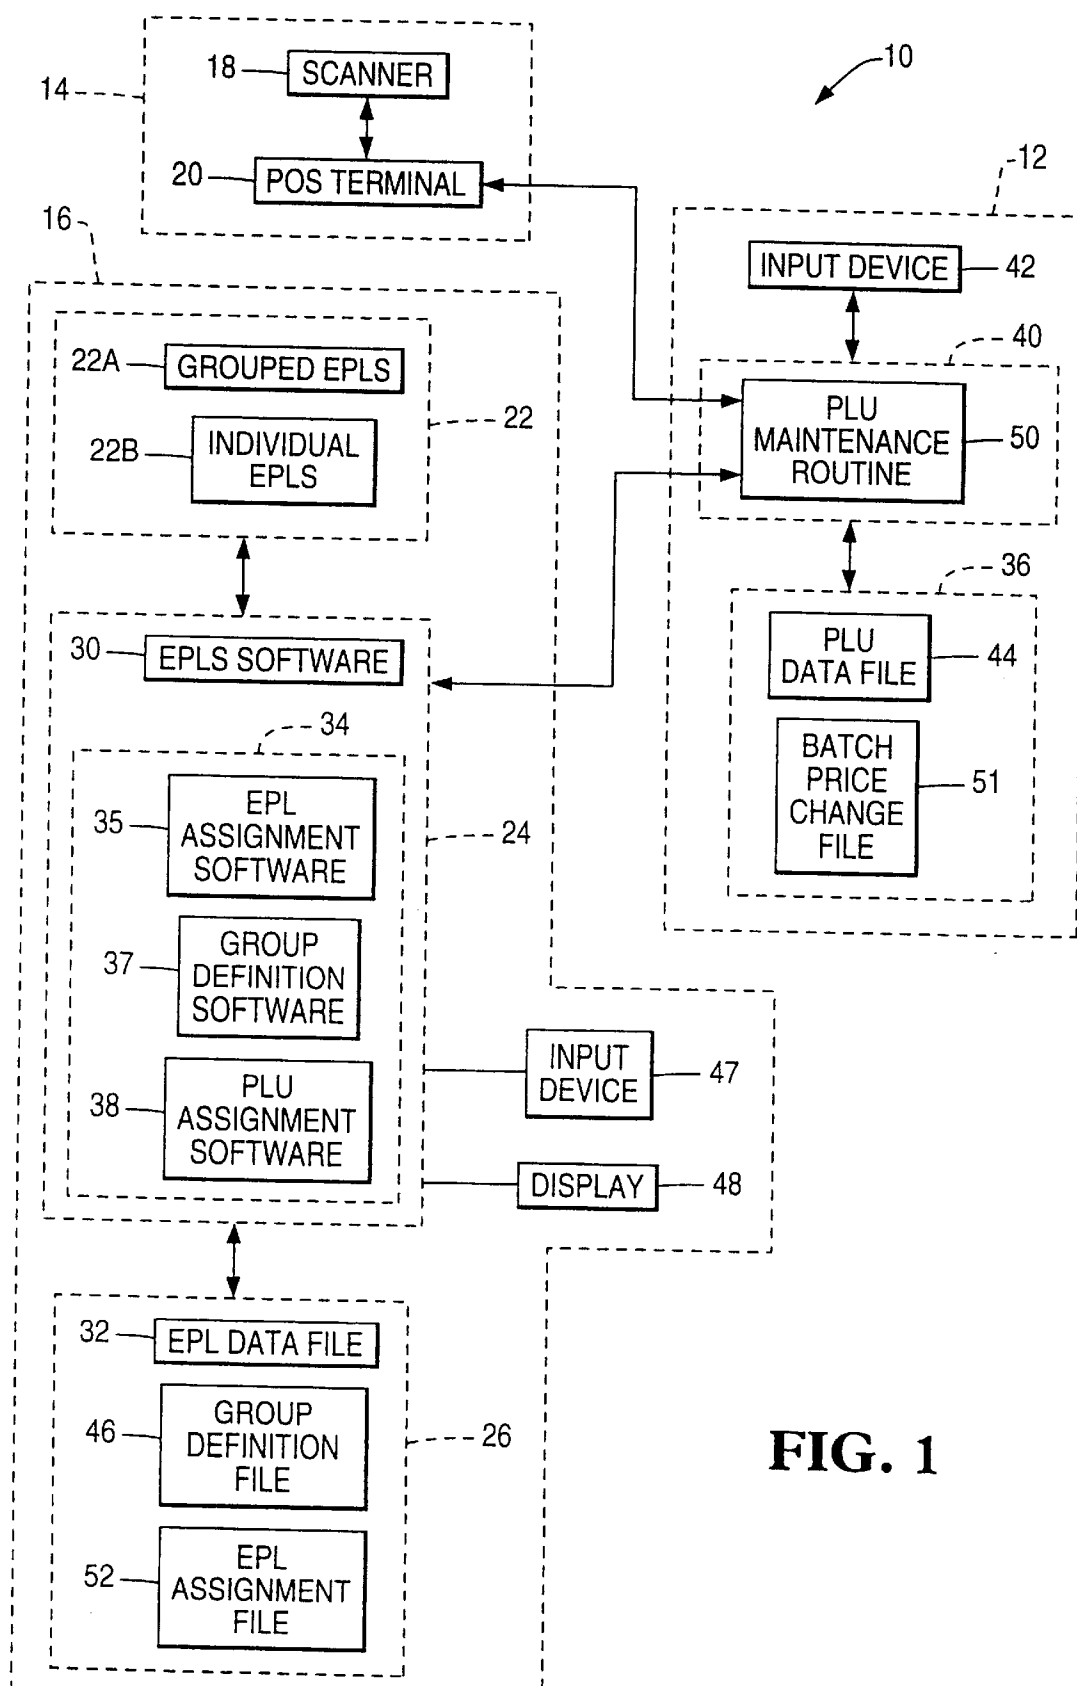 10
18
SCANNER
14
20
POS TERMINAL
12
16
INPUT DEVICE
42
22A
GROUPED EPLS
40
22B
INDIVIDUAL
EPLS
22
PLU
MAINTENANCE
ROUTINE
50
36
30
EPLS SOFTWARE
PLU
DATA FILE
44
34
BATCH
PRICE
CHANGE
FILE
51
35
EPL
ASSIGNMENT
SOFTWARE
24
37
GROUP
DEFINITION
SOFTWARE
INPUT
DEVICE
47
38
PLU
ASSIGNMENT
SOFTWARE
DISPLAY
48
32
EPL DATA FILE
46
GROUP
DEFINITION
FILE
26
FIG. 1
52
EPL
ASSIGNMENT
FILE